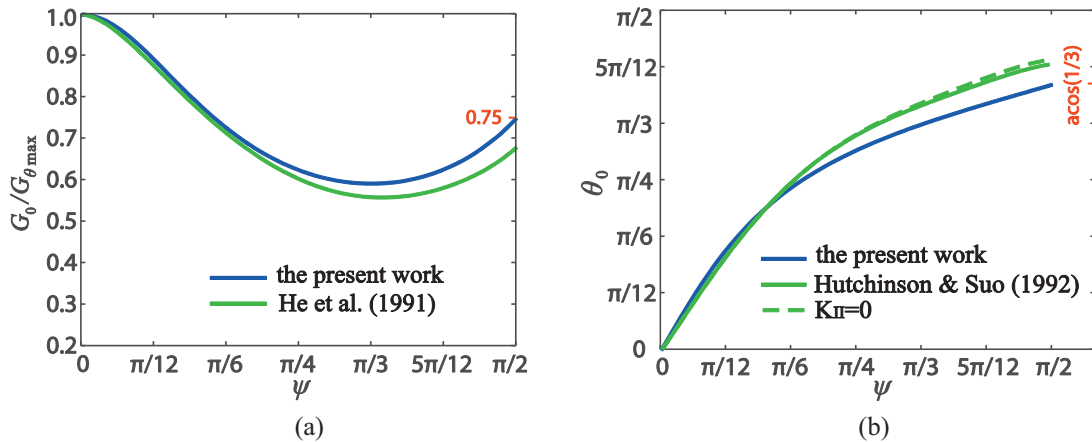 1.0
0.9
0.8
0.7
0.6
0.5
0.4
0.3
0.2
0.75
G₀/Gθ max
the present work
He et al. (1991)
0 π/12 π/6 π/4 π/3 5π/12 π/2
ψ
(a)
π/2
5π/12
π/3
π/4
π/6
π/12
0
θ₀
acos(1/3)
the present work
Hutchinson & Suo (1992)
KII=0
0 π/12 π/6 π/4 π/3 5π/12 π/2
ψ
(b)